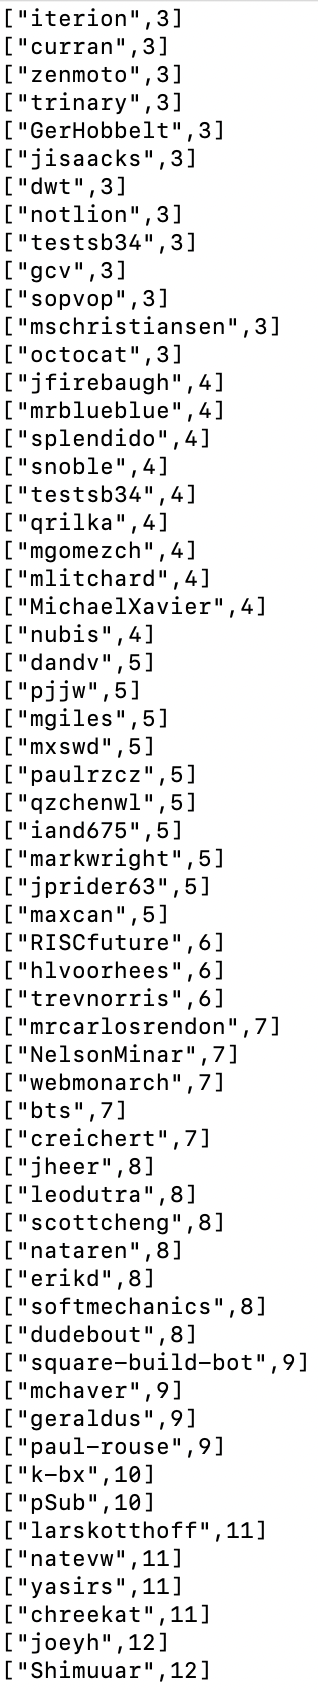 ["iterion",3]
["curran",3]
["zenmoto",3]
["trinary",3]
["GerHobbelt",3]
["jisaacks",3]
["dwt",3]
["notlion",3]
["testsb34",3]
["gcv",3]
["sopvop",3]
["mschristiansen",3]
["octocat",3]
["jfirebaugh",4]
["mrblueblue",4]
["splendido",4]
["snoble",4]
["testsb34",4]
["qrilka",4]
["mgomezch",4]
["mlitchard",4]
["MichaelXavier",4]
["nubis",4]
["dandv",5]
["pjjw",5]
["mgiles",5]
["mxswd",5]
["paulrzcz",5]
["qzchenwl",5]
["iand675",5]
["markwright",5]
["jprider63",5]
["maxcan",5]
["RISCfuture",6]
["hlvoorhees",6]
["trevnorris",6]
["mrcarlosrendon",7]
["NelsonMinar",7]
["webmonarch",7]
["bts",7]
["creichert",7]
["jheer",8]
["leodutra",8]
["scottcheng",8]
["nataren",8]
["erikd",8]
["softmechanics",8]
["dudebout",8]
["square-build-bot",9]
["mchaver",9]
["geraldus",9]
["paul-rouse",9]
["k-bx",10]
["pSub",10]
["larskotthoff",11]
["natevw",11]
["yasirs",11]
["chreekat",11]
["joeyh",12]
["Shimuuar",12]